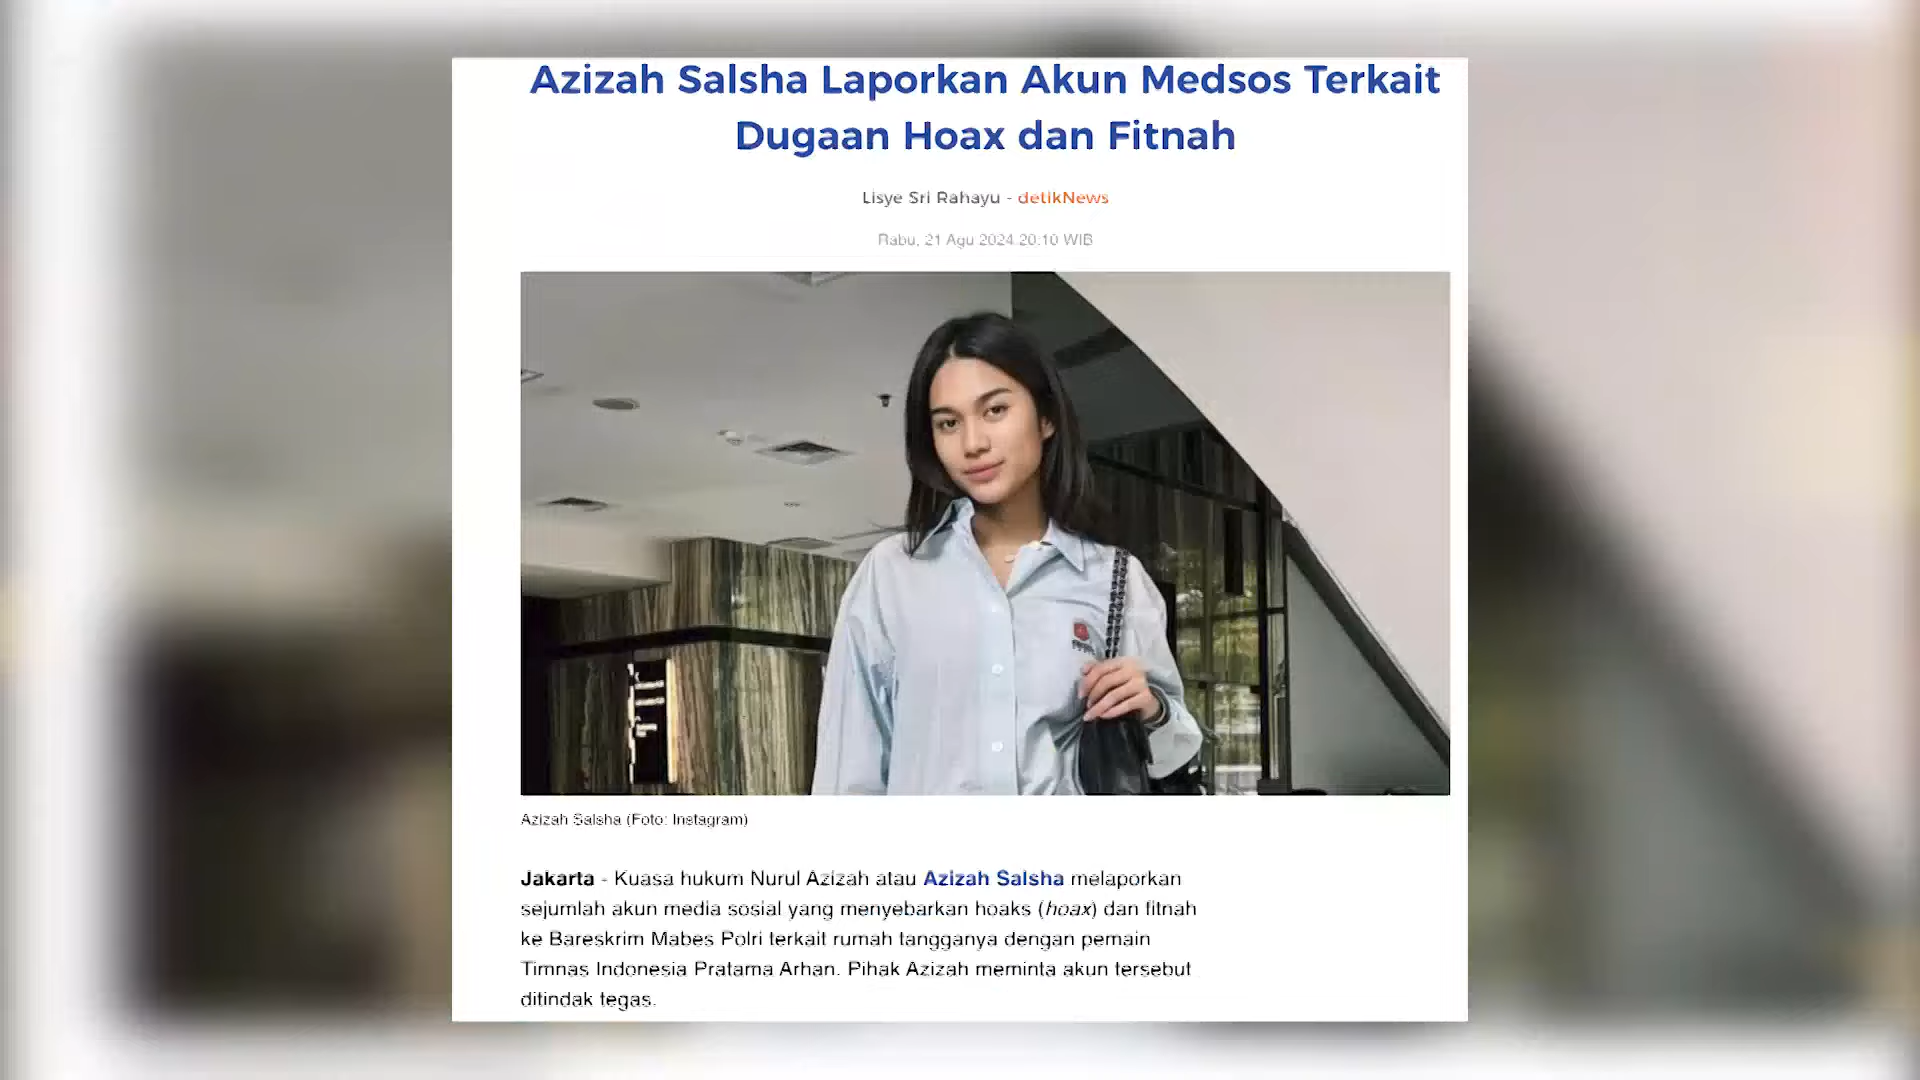 Azizah Salsha Laporkan Akun Medsos Terkait
Dugaan Hoax dan Fitnah
Lisye Sri Rahayu - detikNews
Rabu, 21 Agu 2024 20:10 WIB
Azizah Salsha (Foto: Instagram)
Jakarta - Kuasa hukum Nurul Azizah atau Azizah Salsha melaporkan
sejumlah akun media sosial yang menyebarkan hoaks (hoax) dan fitnah
ke Bareskrim Mabes Polri terkait rumah tangganya dengan pemain
Timnas Indonesia Pratama Arhan. Pihak Azizah meminta akun tersebut
ditindak tegas.